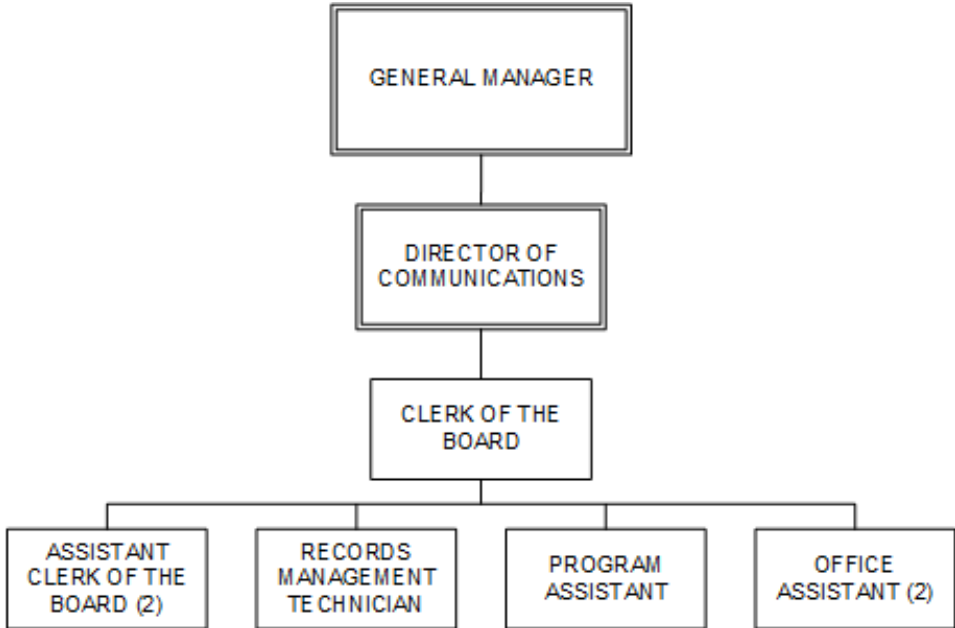 GENERAL MANAGER
DIRECTOR OF
COMMUNICATIONS
CLERK OF THE
BOARD
ASSISTANT
CLERK OF THE
BOARD (2)
RECORDS
MANAGEMENT
TECHNICIAN
PROGRAM
ASSISTANT
OFFICE
ASSISTANT (2)